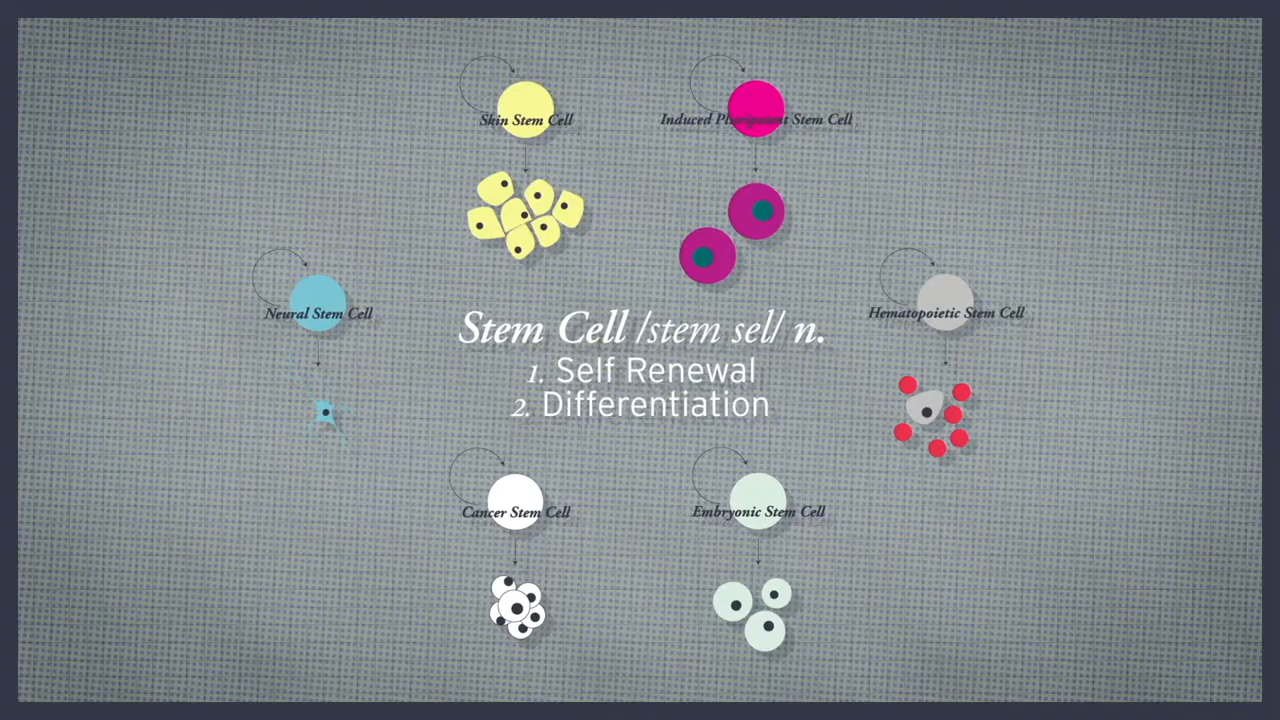 Skin Stem Cell
Induced Pluripotent Stem Cell
Neural Stem Cell
Hematopoietic Stem Cell
Stem Cell /stem sel/ n.
1. Self Renewal
2. Differentiation
Cancer Stem Cell
Embryonic Stem Cell